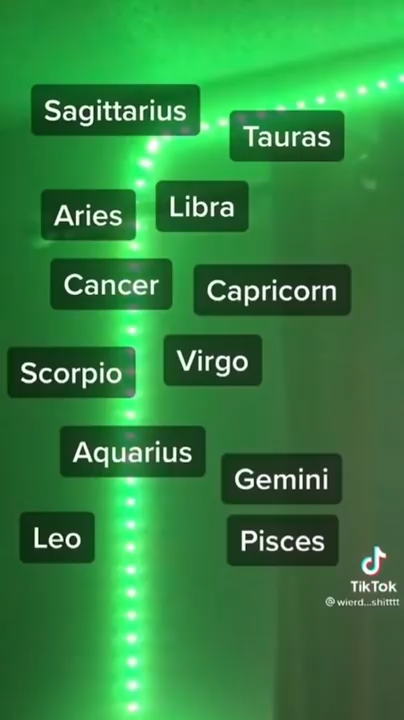 Sagittarius
Tauras
Aries
Libra
Cancer
Capricorn
Scorpio
Virgo
Aquarius
Gemini
Leo
Pisces
TikTok
@wierd...shitttt